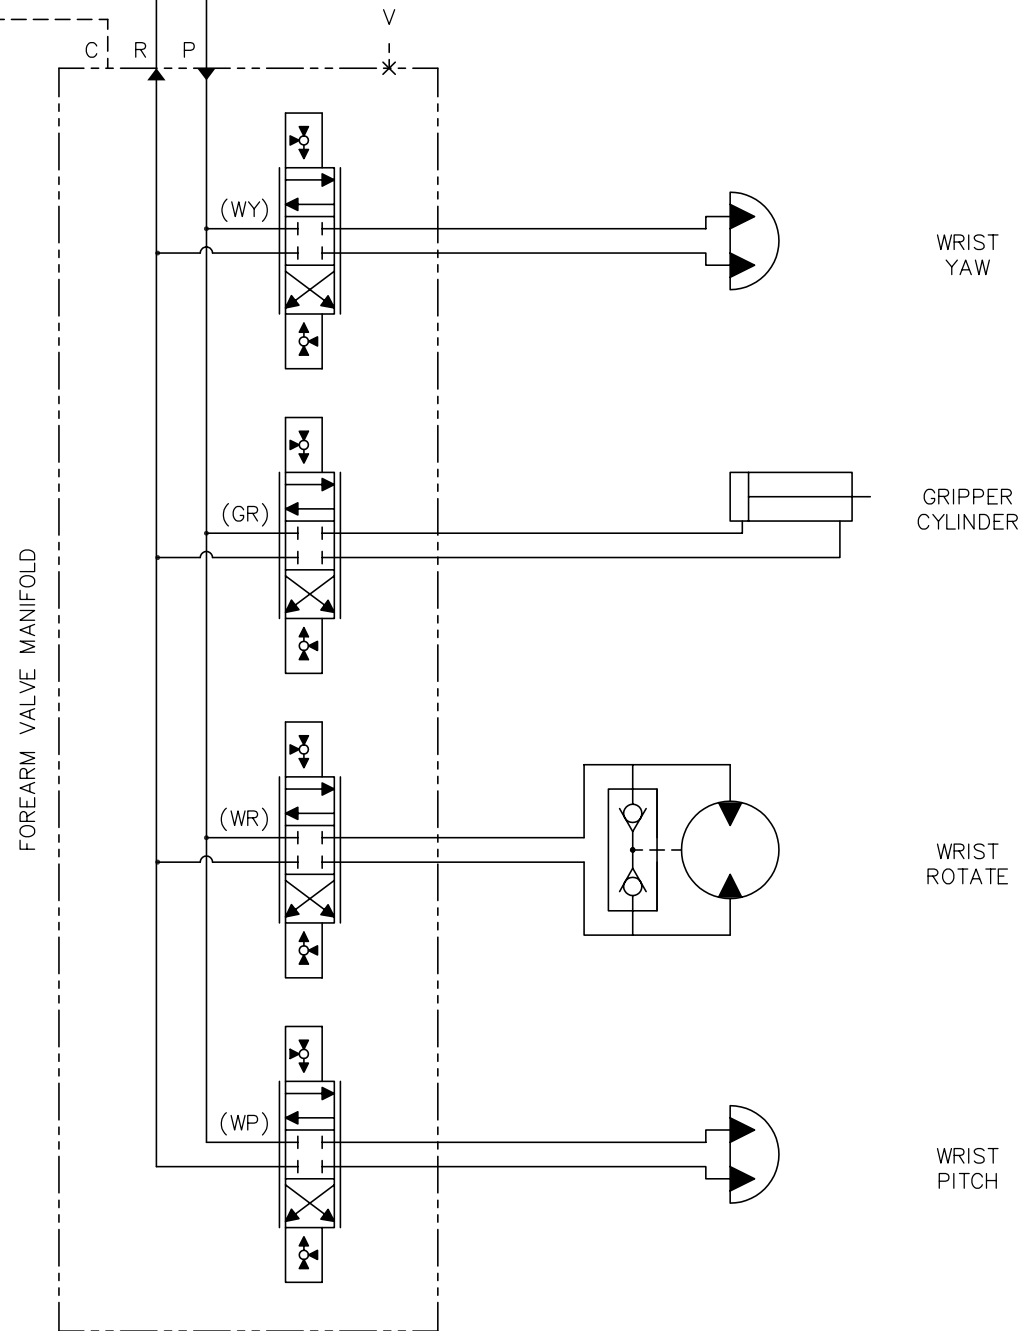 V
C R P
(WY)
WRIST
YAW
(GR)
GRIPPER
CYLINDER
FOREARM VALVE MANIFOLD
(WR)
WRIST
ROTATE
(WP)
WRIST
PITCH